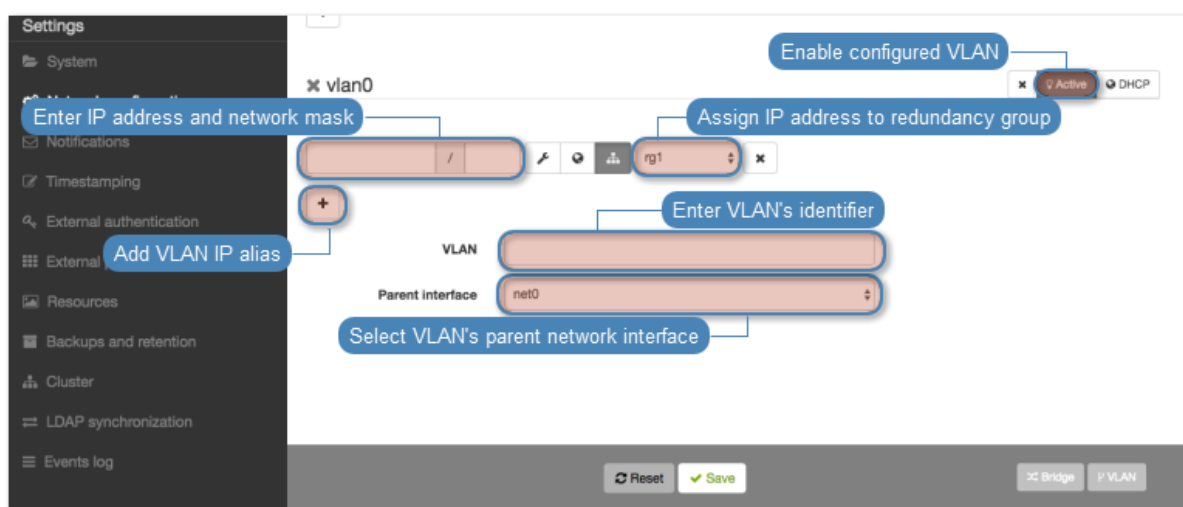 Settings
System
Enable configured VLAN
vlan0
Active
DHCP
Enter IP address and network mask
Assign IP address to redundancy group
Notifications
/
rg1
Timestamping
+
External authentication
Enter VLAN's identifier
External
Add VLAN IP alias
VLAN
Resources
Parent interface
net0
Select VLAN's parent network interface
Backups and retention
Cluster
LDAP synchronization
Events log
Reset
Save
Bridge
VLAN